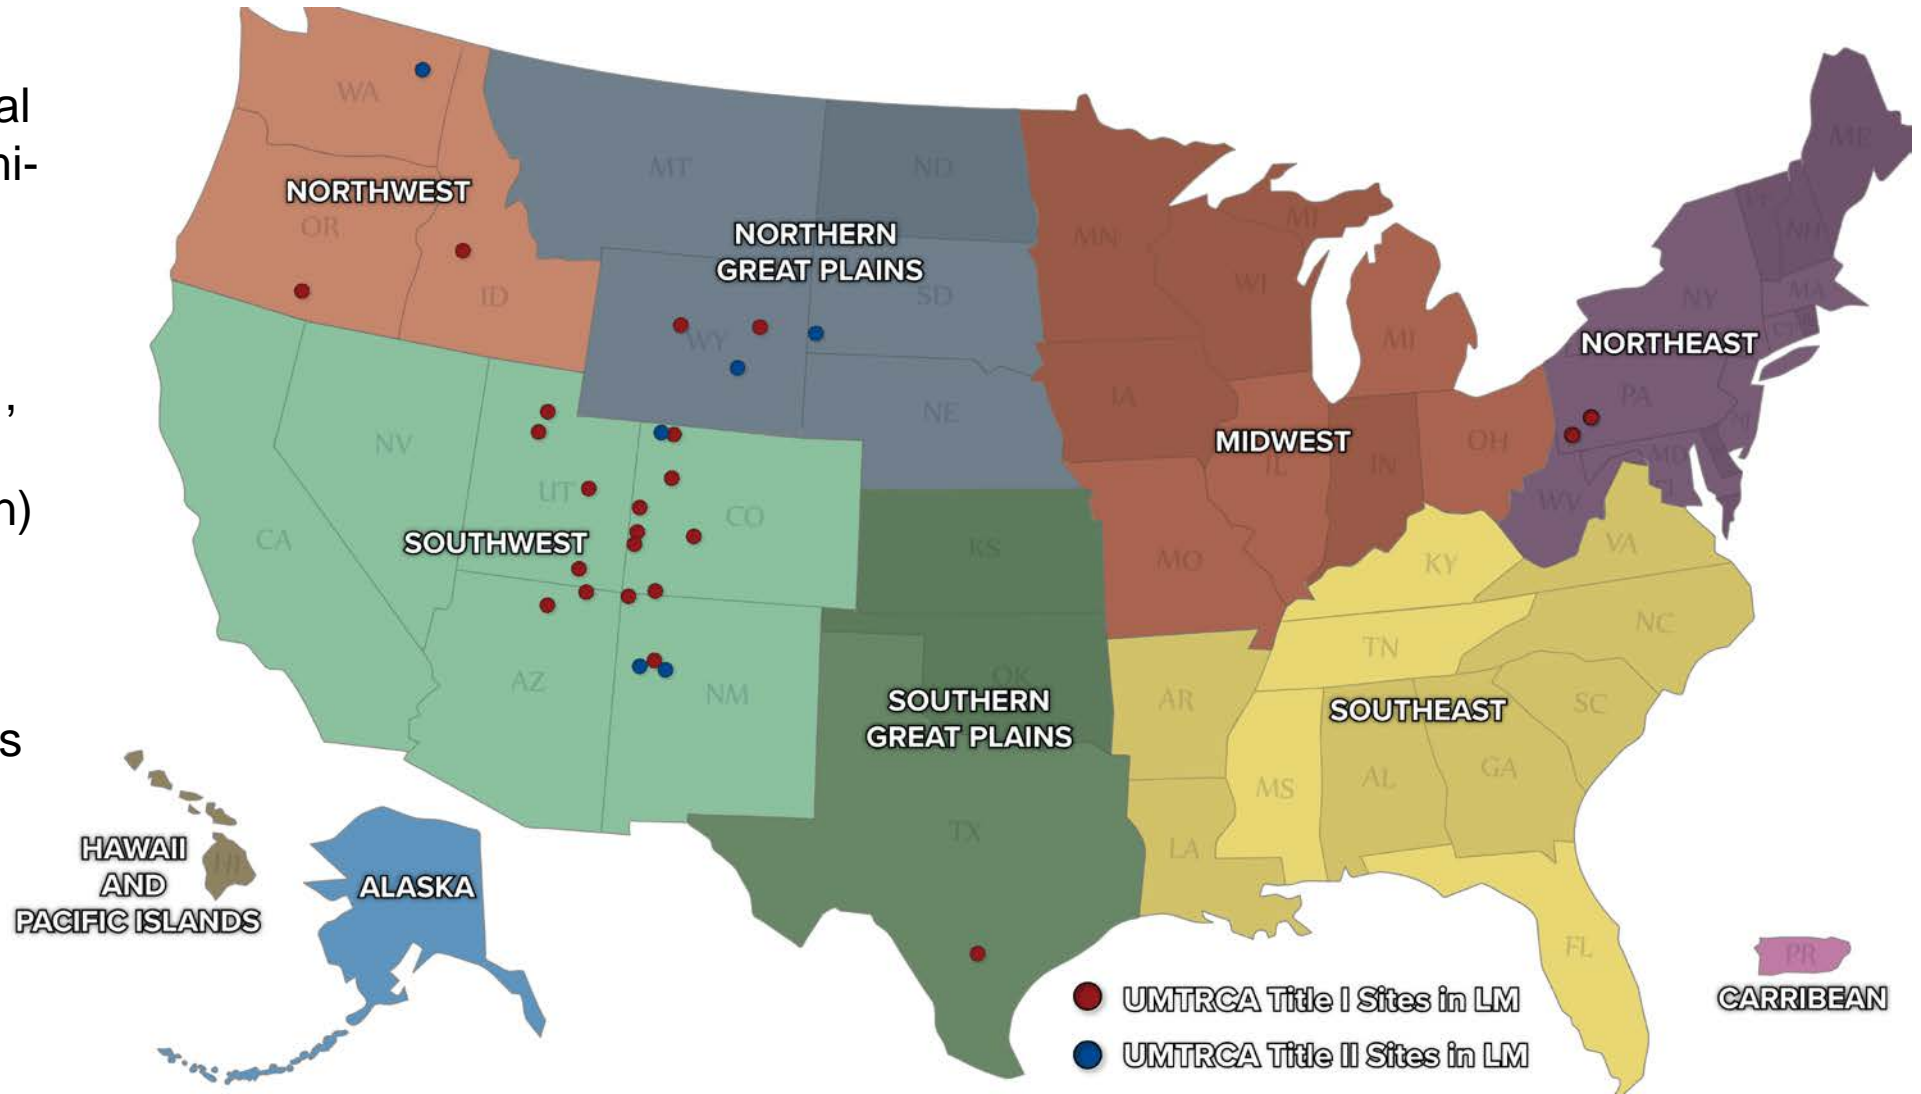 al
ni-
,
n)
s
WA
NORTHWEST
OR
ID
MT
ND
NORTHERN
GREAT PLAINS
SD
WY
NE
MN
WI
MI
MI
IA
MIDWEST
IL
IN
OH
MO
ME
VT
NH
NY
MA
CT
NORTHEAST
PA
NJ
MD
WV
VA
NV
UT
CA
SOUTHWEST
CO
AZ
NM
KS
OK
SOUTHERN
GREAT PLAINS
TX
KY
TN
NC
AR
SOUTHEAST
SC
MS
AL
GA
LA
FL
HI
HAWAII
AND
PACIFIC ISLANDS
ALASKA
PR
CARRIBEAN
UMTRCA Title I Sites in LM
UMTRCA Title II Sites in LM